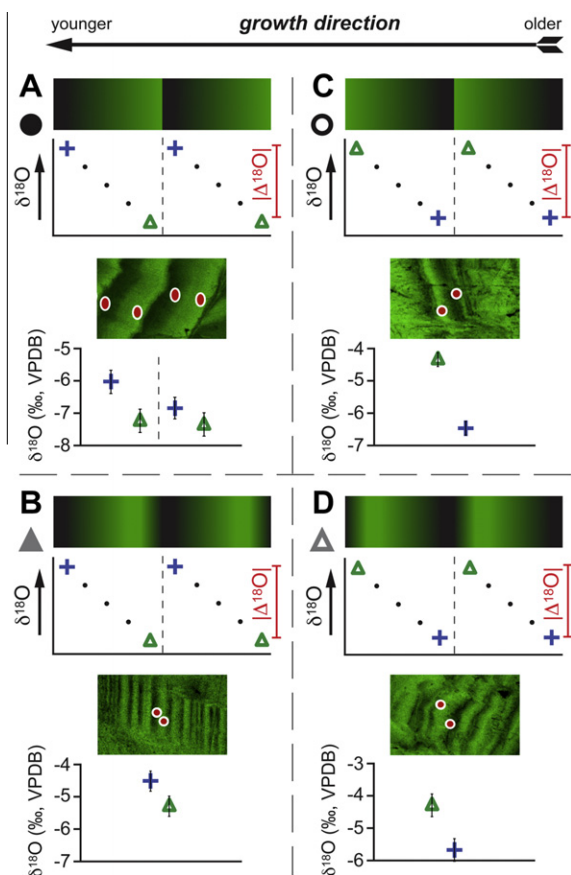 growth direction
younger
older
A
C
δ¹⁸O
|Δ¹⁸O|
δ¹⁸O
|Δ¹⁸O|
δ¹⁸O (‰, VPDB)
-5
-6
-7
-8
δ¹⁸O (‰, VPDB)
-4
-5
-6
-7
B
D
δ¹⁸O
|Δ¹⁸O|
δ¹⁸O
|Δ¹⁸O|
δ¹⁸O (‰, VPDB)
-4
-5
-6
-7
δ¹⁸O (‰, VPDB)
-3
-4
-5
-6